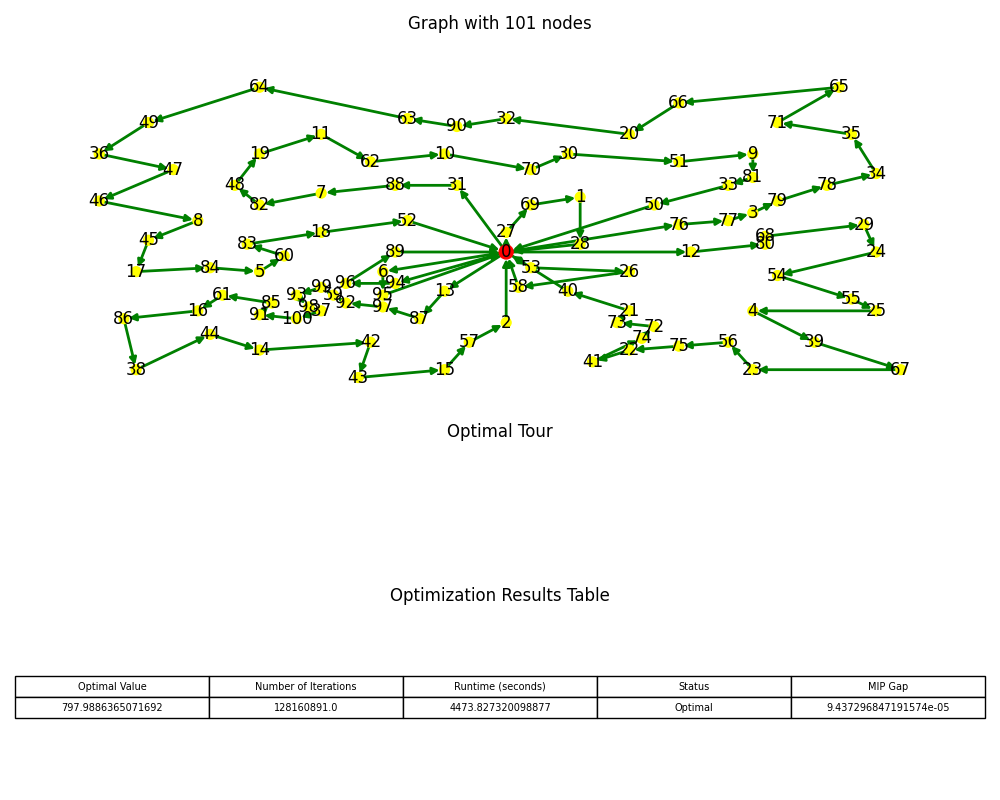 Graph with 101 nodes
64 65
66
49 63 90 32 20 71
11 35
36 19 62 10 70 30 51 9
47 34
48 7 88 31 33 81 78
46 82 69 1 50 3 79
8 52 76 77 29
45 83 18 27 28 68
60 89 0 12 80 24
17 84 5 6 53 26 54
99 96 94 58 40
61 93 59 95 13 55
16 85 98 92 97 21 4 25
86 91 100 37 87 2 73 72
44 74
14 42 57 22 75 56 39
38 43 15 41 23 67
Optimal Tour
Optimization Results Table
Optimal Value Number of Iterations Runtime (seconds) Status MIP Gap
797.9886365071692 128160891.0 4473.827320098877 Optimal 9.437296847191574e-05